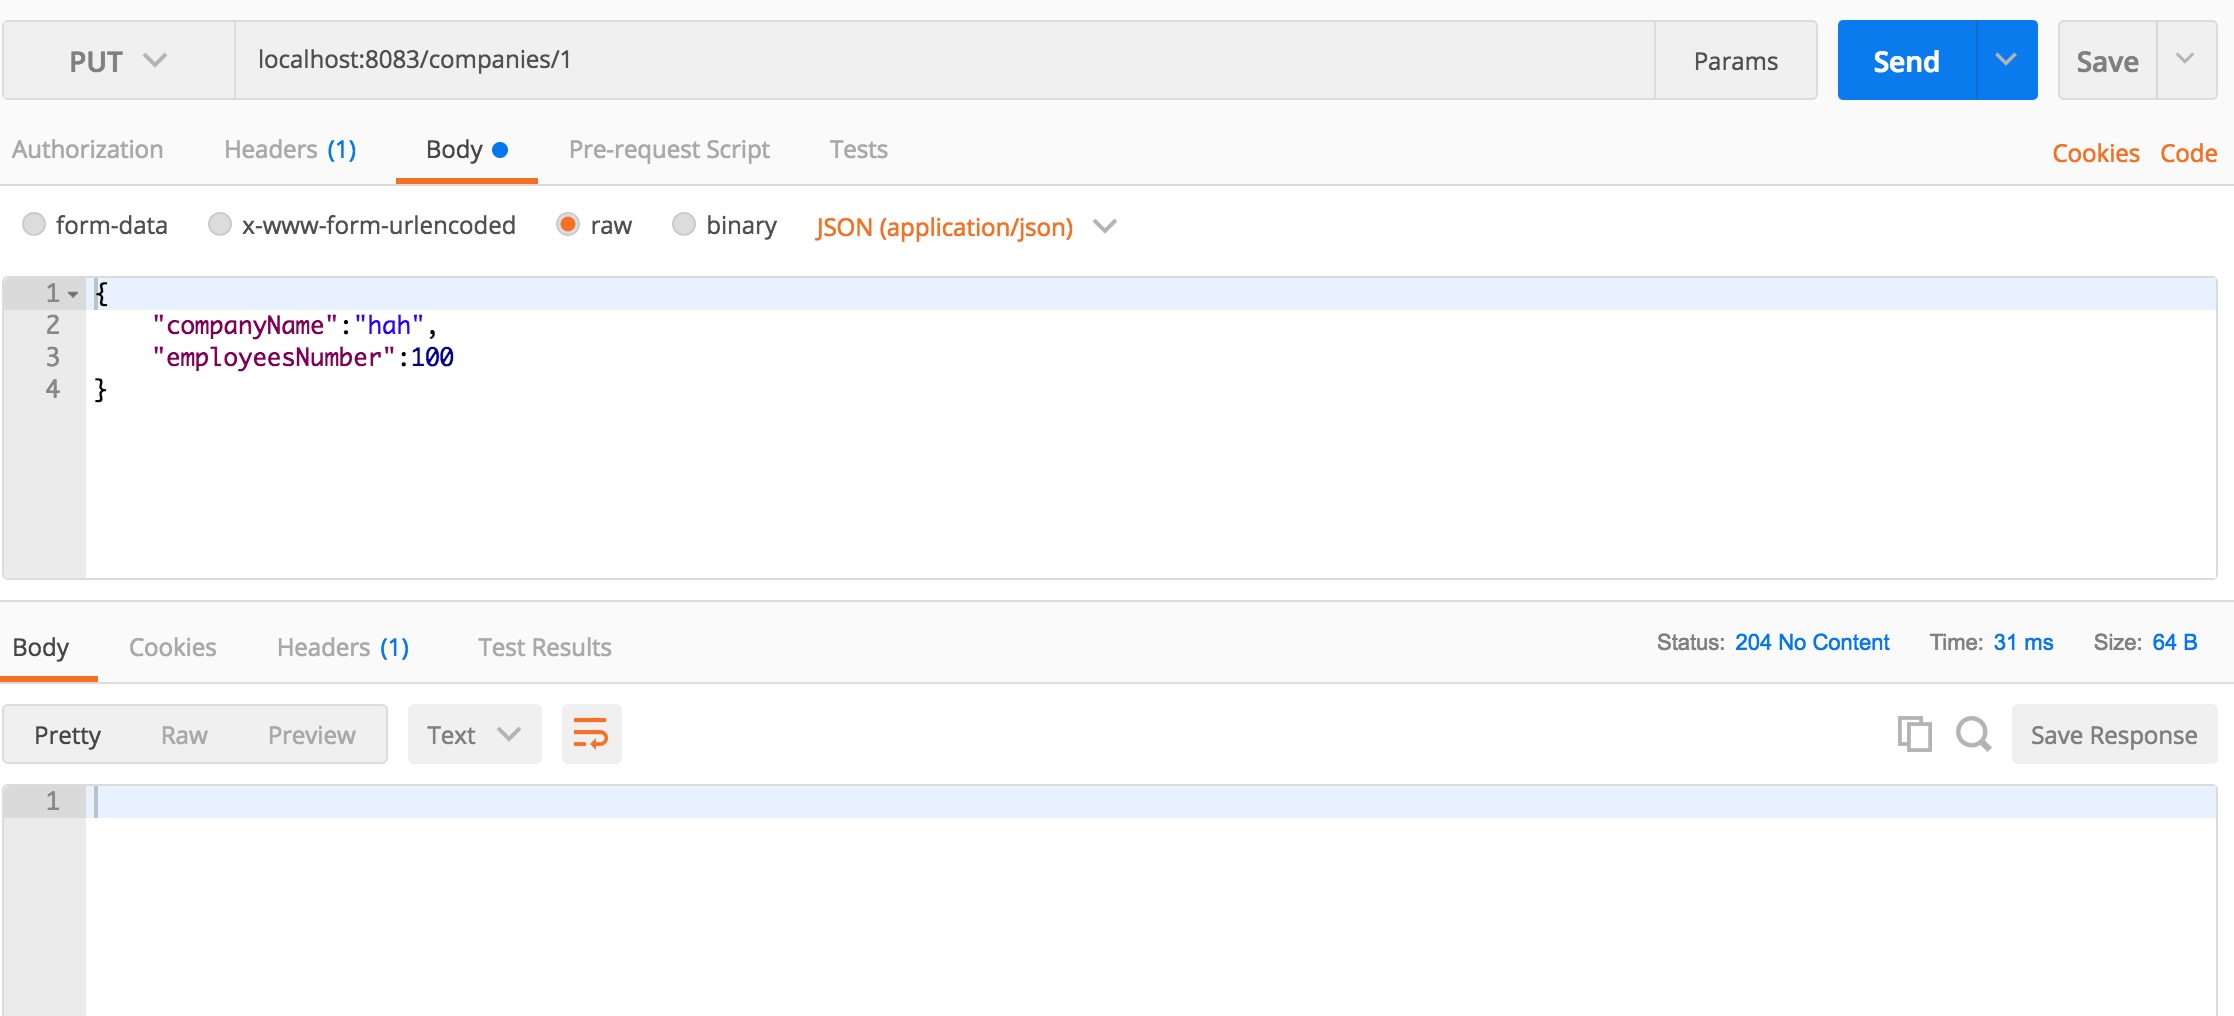 PUT localhost:8083/companies/1 Params Send Save
Authorization Headers (1) Body Pre-request Script Tests Cookies Code
form-data x-www-form-urlencoded raw binary JSON (application/json)
1 {
2 "companyName":"hah",
3 "employeesNumber":100
4 }
Body Cookies Headers (1) Test Results Status: 204 No Content Time: 31 ms Size: 64 B
Pretty Raw Preview Text Save Response
1